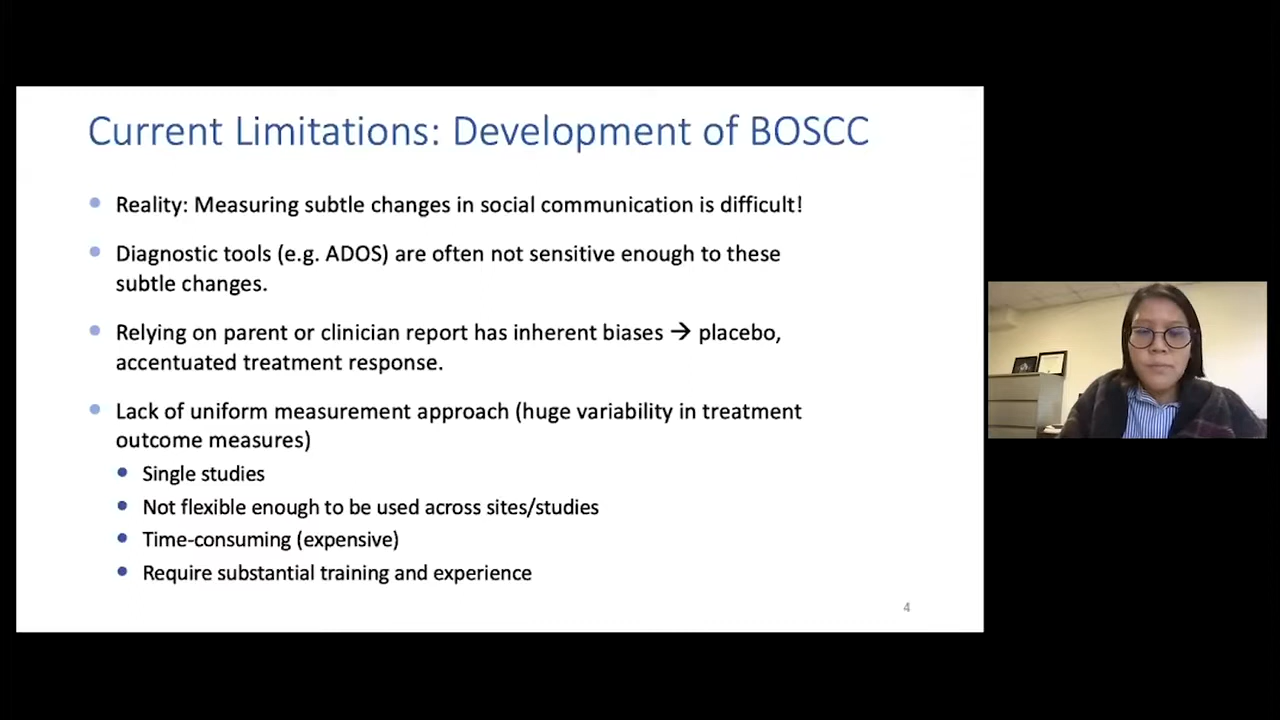 Current Limitations: Development of BOSCC
Reality: Measuring subtle changes in social communication is difficult!
Diagnostic tools (e.g. ADOS) are often not sensitive enough to these
subtle changes.
Relying on parent or clinician report has inherent biases → placebo,
accentuated treatment response.
Lack of uniform measurement approach (huge variability in treatment
outcome measures)
Single studies
Not flexible enough to be used across sites/studies
Time-consuming (expensive)
Require substantial training and experience
4